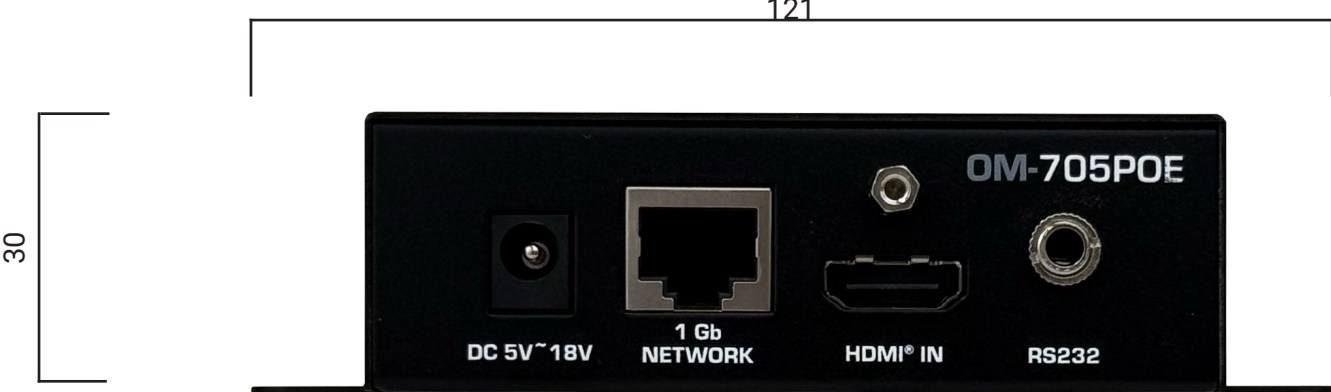 121
30
OM-705POE
DC 5V~18V
1 Gb
NETWORK
HDMI® IN
RS232